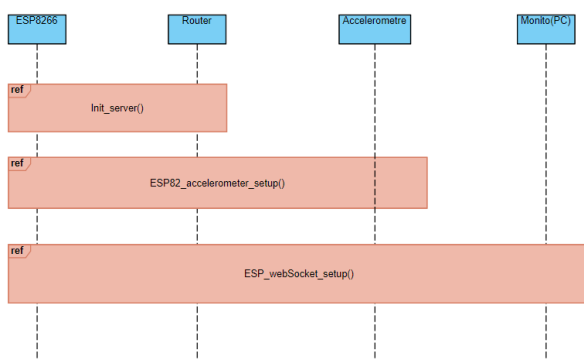 ESP8266
Router
Accelerometre
Monito(PC)
ref
Init_server()
ref
ESP82_accelerometer_setup()
ref
ESP_webSocket_setup()